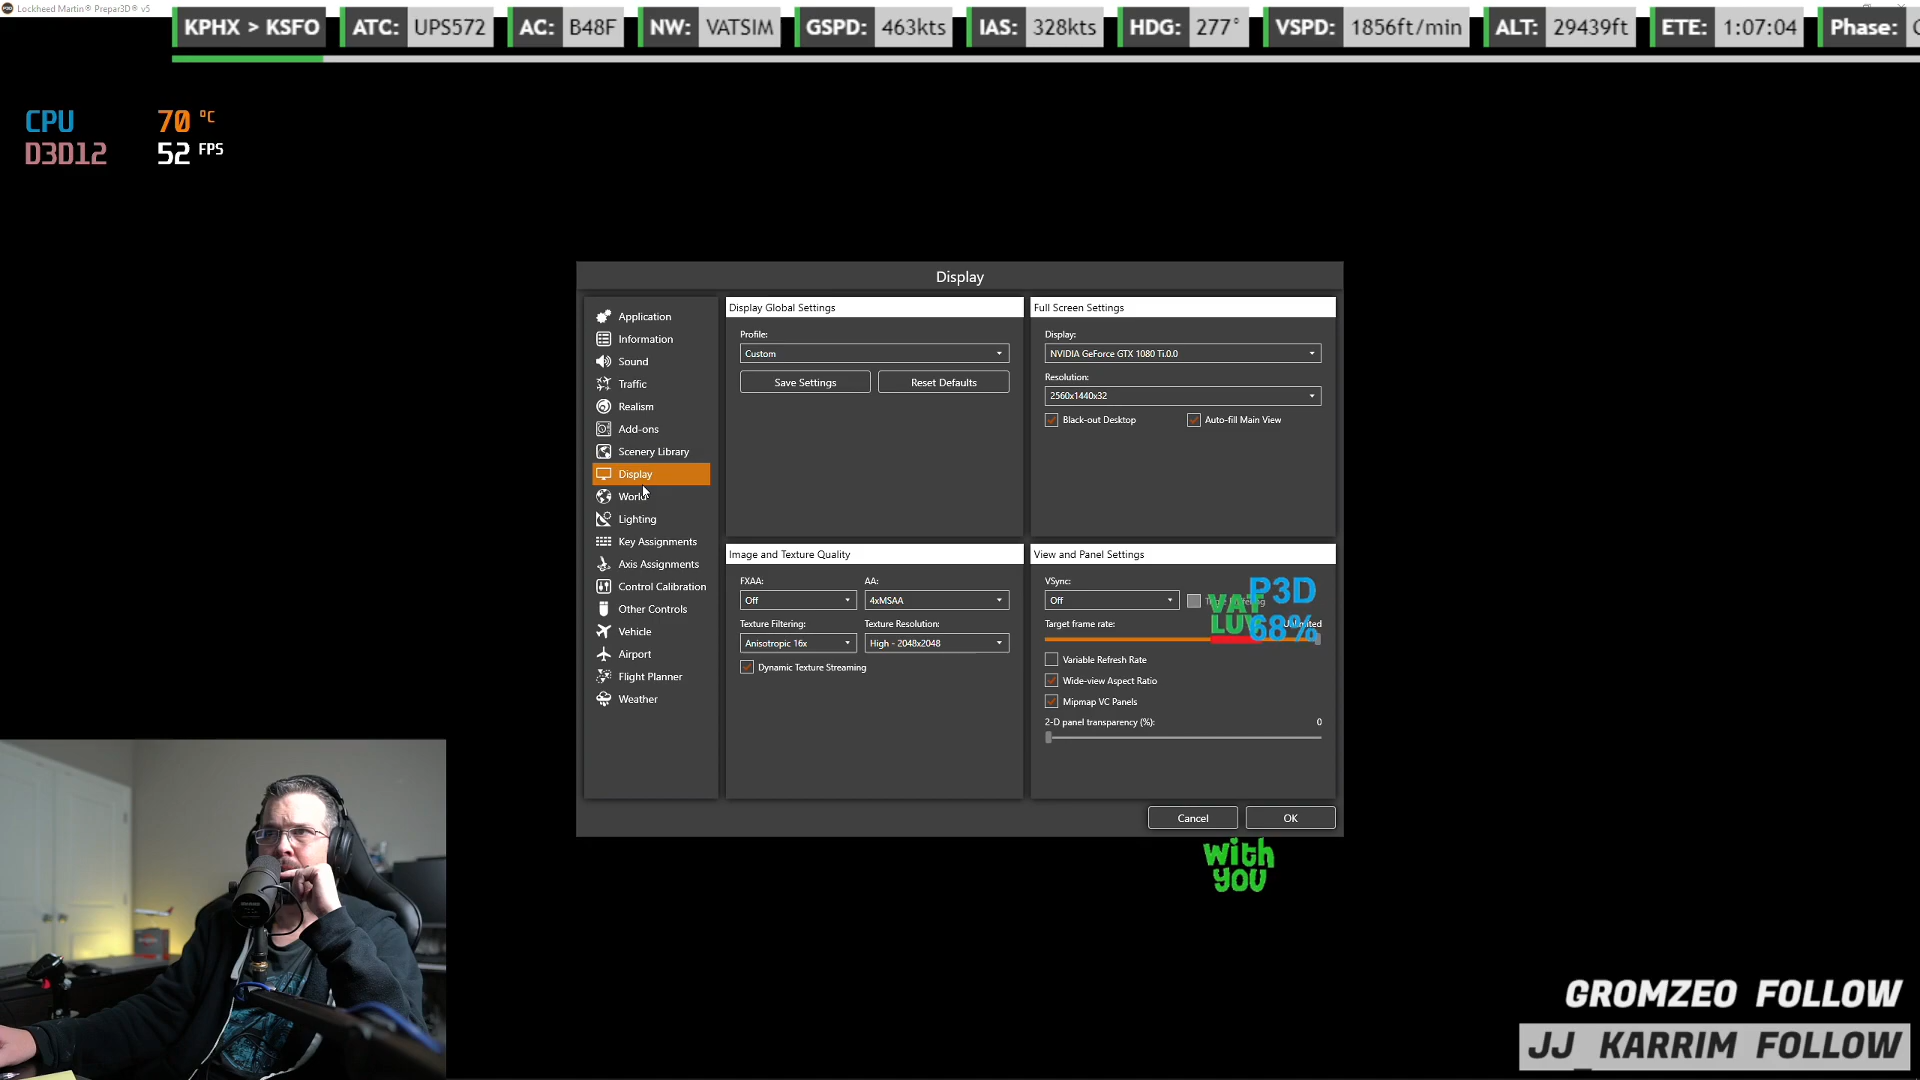 Lockheed Martin® Prepar3D® v5
KPHX > KSFO ATC: UPS572 AC: B48F NW: VATSIM GSPD: 463kts IAS: 328kts HDG: 277° VSPD: 1856ft/min ALT: 29439ft ETE: 1:07:04 Phase:
CPU 70 °C
D3D12 52 FPS
Display
Application
Information
Sound
Traffic
Realism
Add-ons
Scenery Library
Display
World
Lighting
Key Assignments
Axis Assignments
Control Calibration
Other Controls
Vehicle
Airport
Flight Planner
Weather
Display Global Settings
Profile:
Custom
Save Settings Reset Defaults
Full Screen Settings
Display:
NVIDIA GeForce GTX 1080 Ti.0.0
Resolution:
2560x1440x32
Black-out Desktop Auto-fill Main View
Image and Texture Quality
FXAA: AA:
Off 4xMSAA
Texture Filtering: Texture Resolution:
Anisotropic 16x High - 2048x2048
Dynamic Texture Streaming
View and Panel Settings
VSync:
Off
Target frame rate: Unlimited
Variable Refresh Rate
Wide-view Aspect Ratio
Mipmap VC Panels
2-D panel transparency (%): 0
VAT
LUV
P3D
68%
Cancel OK
with
you
GROMZEO FOLLOW
JJ_KARRIM FOLLOW